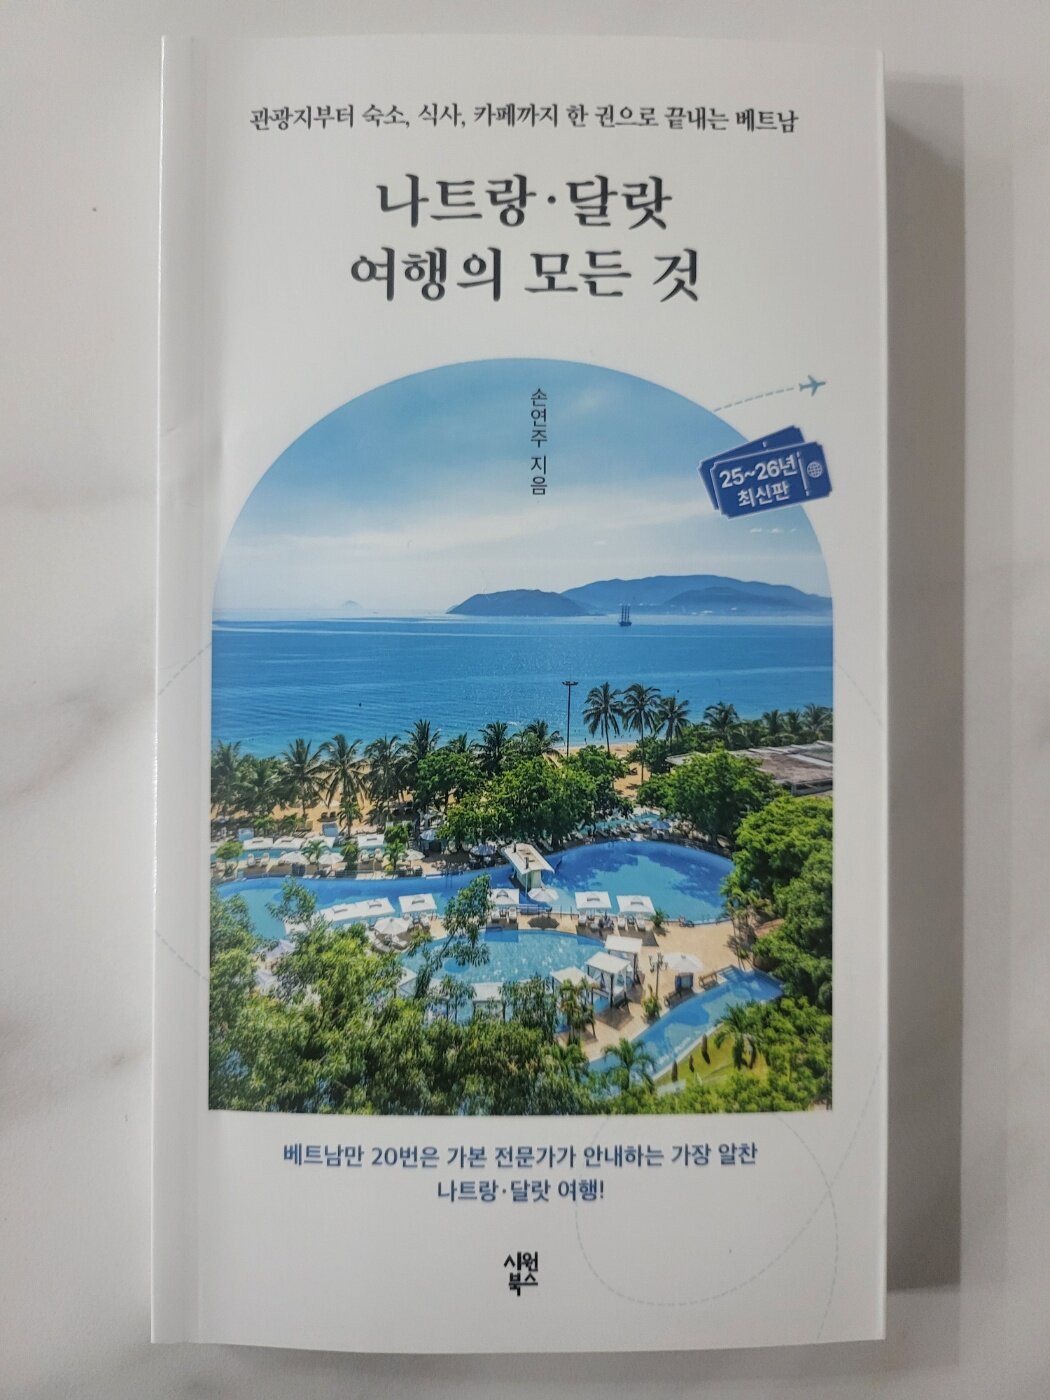 관광지부터 숙소, 식사, 카페까지 한 권으로 끝내는 베트남
나트랑·달랏
여행의 모든 것
손연주 지음
25~26년
최신판
베트남만 20번은 가본 전문가가 안내하는 가장 알찬
나트랑·달랏 여행!
시원
북스